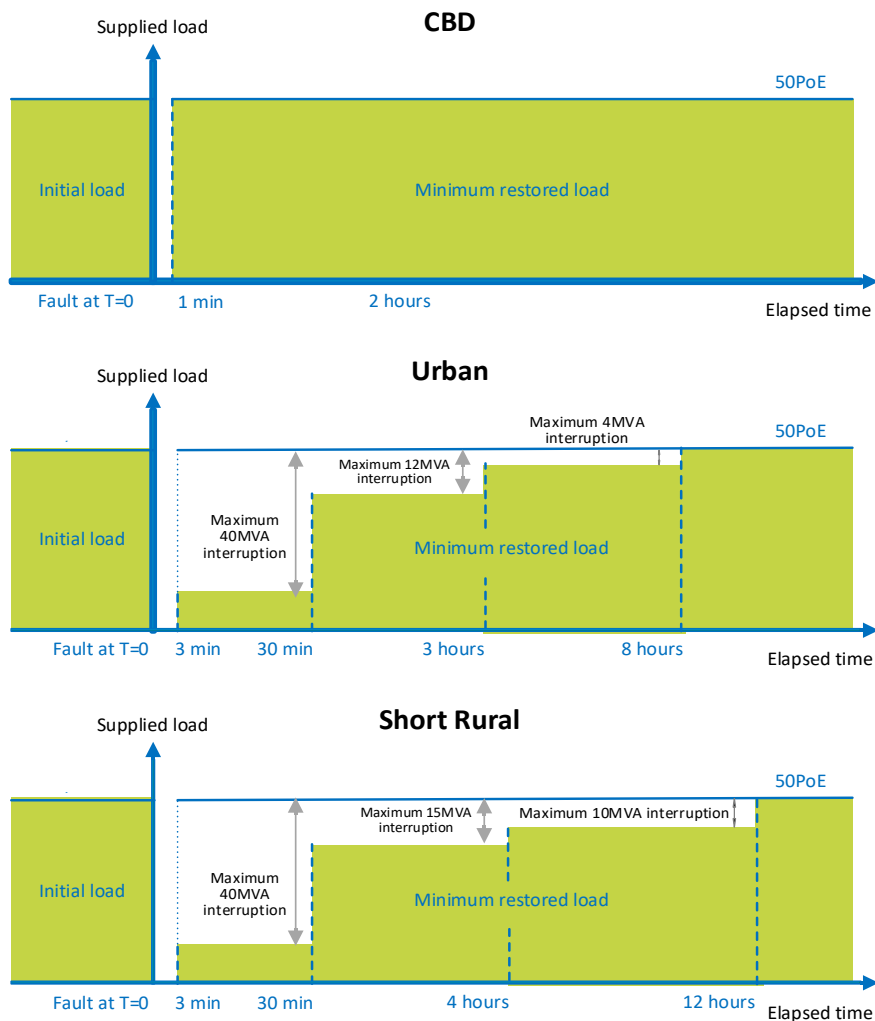 CBD
Supplied load
50PoE
Initial load
Minimum restored load
Fault at T=0
1 min
2 hours
Elapsed time
Urban
Supplied load
Maximum 4MVA
interruption
50PoE
Maximum 12MVA
interruption
Maximum
40MVA
interruption
Initial load
Minimum restored load
Fault at T=0
3 min
30 min
3 hours
8 hours
Elapsed time
Short Rural
Supplied load
50PoE
Maximum 15MVA
interruption
Maximum 10MVA interruption
Maximum
40MVA
interruption
Initial load
Minimum restored load
Fault at T=0
3 min
30 min
4 hours
12 hours
Elapsed time